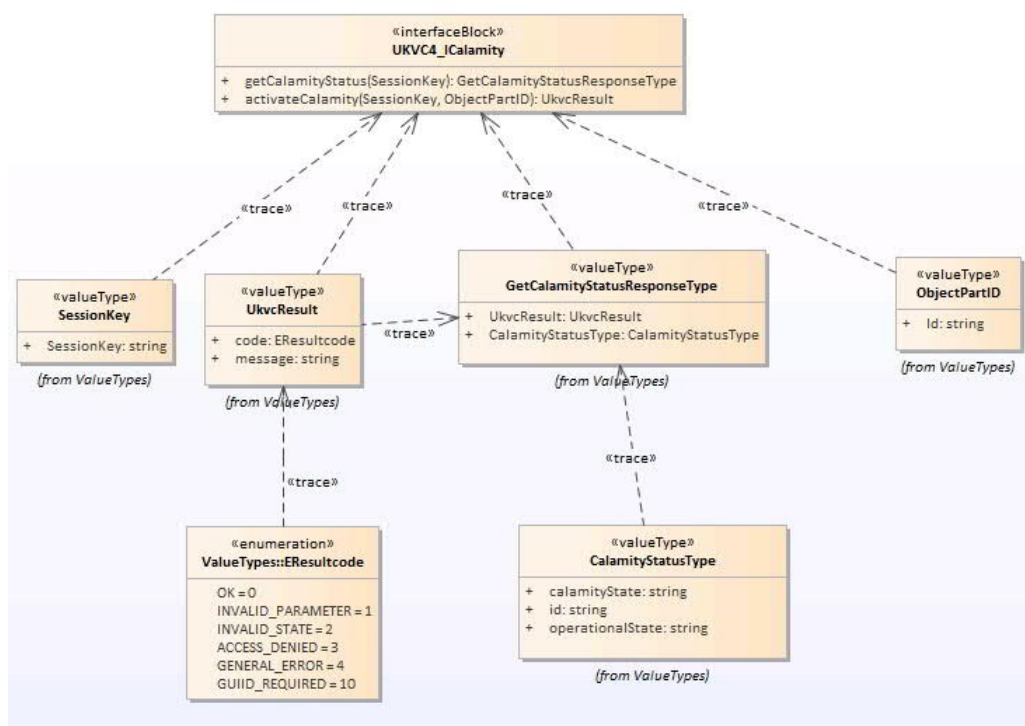 «interfaceBlock»
UKVC4_ICalamity
+ getCalamityStatus(SessionKey): GetCalamityStatusResponseType
+ activateCalamity(SessionKey, ObjectPartID): UkvcResult
«trace»
«trace»
«trace»
«trace»
«valueType»
SessionKey
+ SessionKey: string
(from ValueTypes)
«valueType»
UkvcResult
+ code: EResultcode
+ message: string
(from ValueTypes)
«trace»
«valueType»
GetCalamityStatusResponseType
+ UkvcResult: UkvcResult
+ CalamityStatusType: CalamityStatusType
(from ValueTypes)
«valueType»
ObjectPartID
+ Id: string
(from ValueTypes)
«trace»
«trace»
«enumeration»
ValueTypes::EResultcode
OK = 0
INVALID_PARAMETER = 1
INVALID_STATE = 2
ACCESS_DENIED = 3
GENERAL_ERROR = 4
GUIID_REQUIRED = 10
«valueType»
CalamityStatusType
+ calamityState: string
+ id: string
+ operationalState: string
(from ValueTypes)